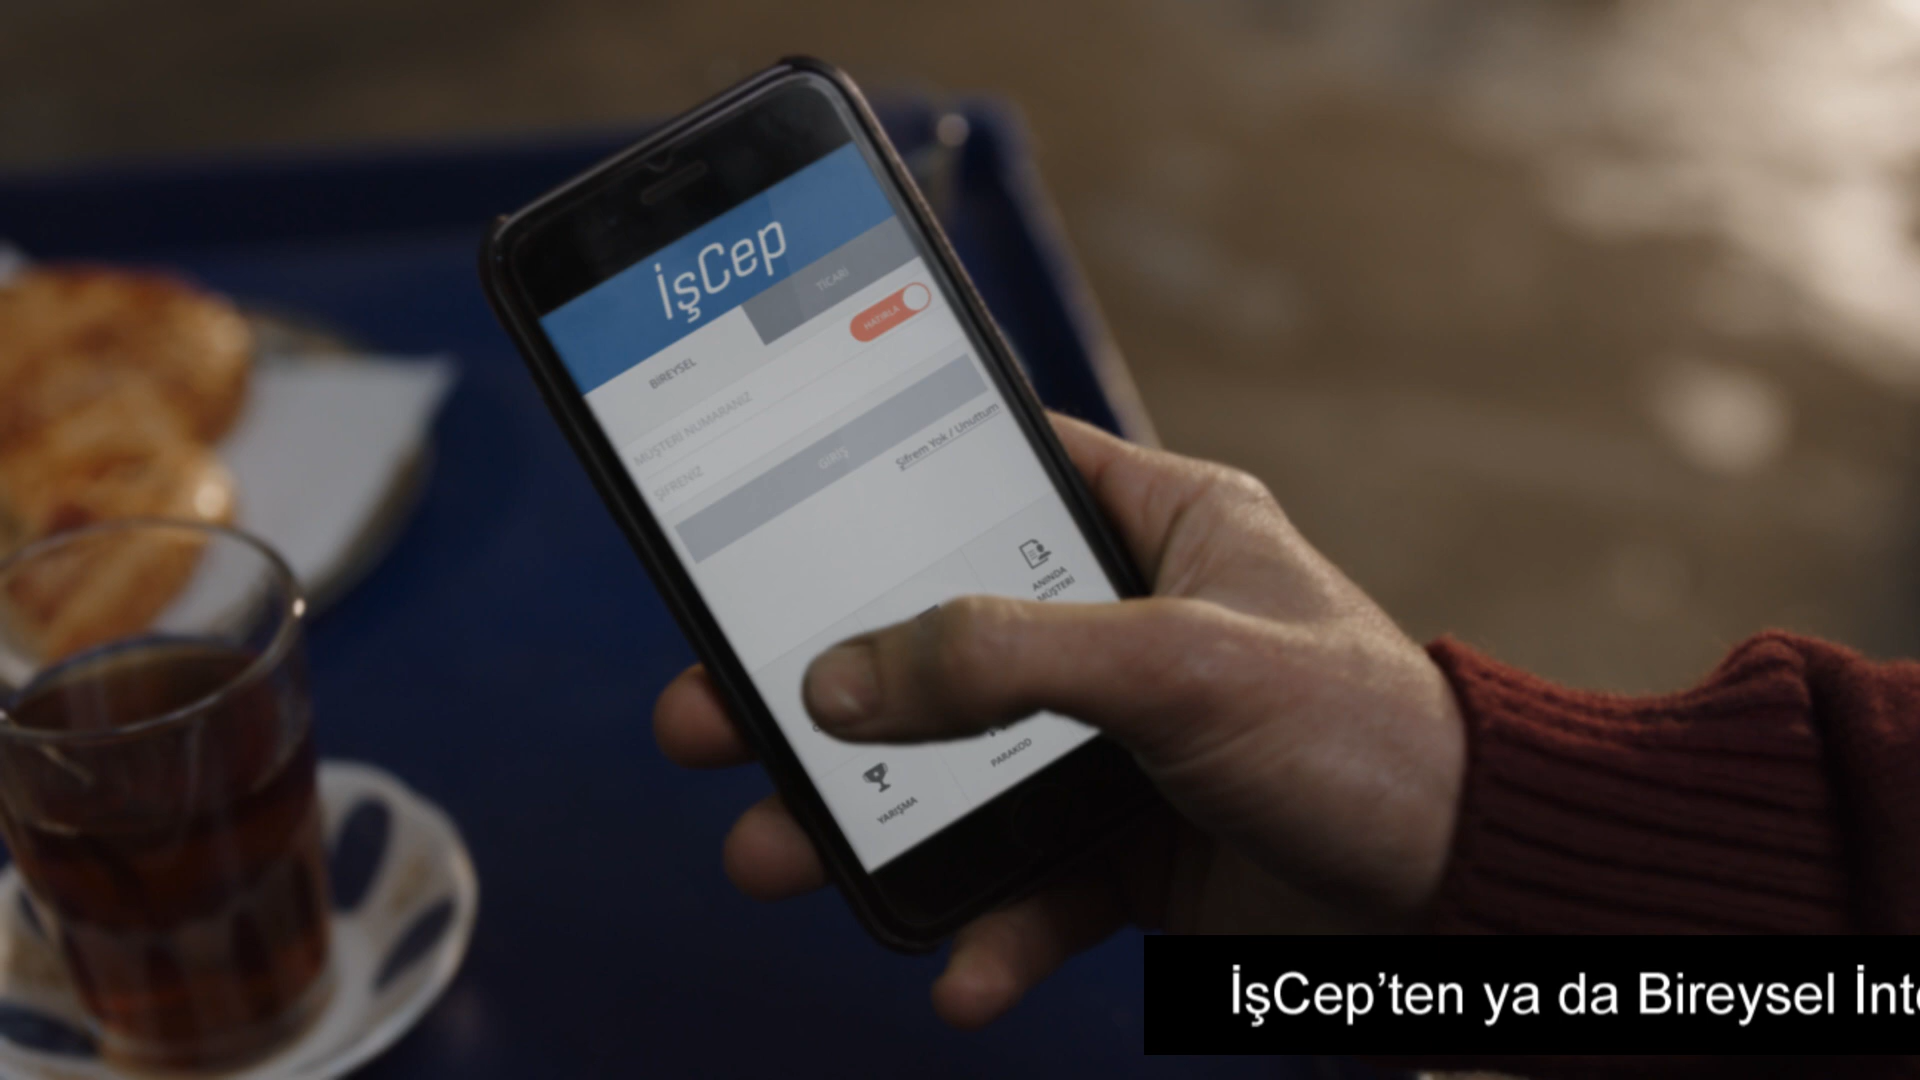 İşCep
BİREYSEL
TİCARİ
MÜŞTERİ NUMARANIZ
HATIRLA
ŞİFRENİZ
GİRİŞ
Şifrem Yok / Unuttum
ANINDA
MÜŞTERİ
PARAKOD
YARIŞMA
İşCep’ten ya da Bireysel İnte